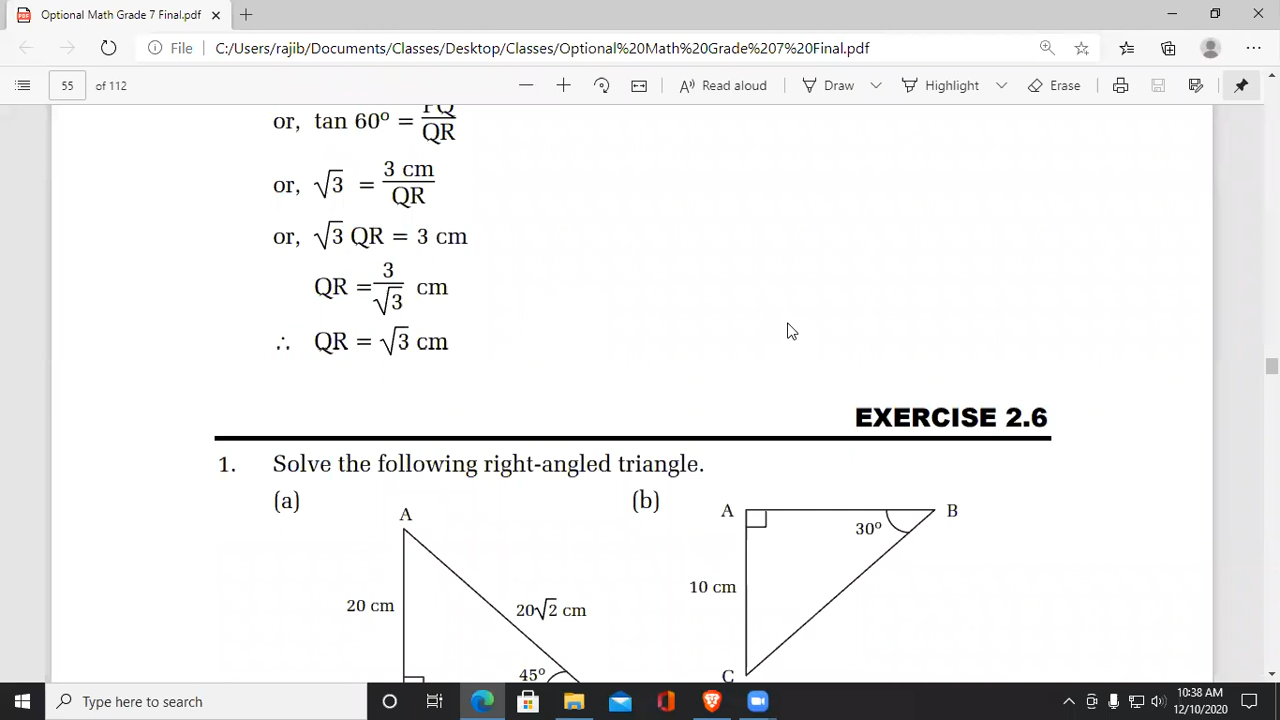 Optional Math Grade 7 Final.pdf
File
C:/Users/rajib/Documents/Classes/Desktop/Classes/Optional%20Math%20Grade%207%20Final.pdf
55 of 112
Read aloud
Draw
Highlight
Erase
or, tan 60° = PQ/QR
or, √3 = 3 cm/QR
or, √3 QR = 3 cm
QR = 3/√3 cm
∴ QR = √3 cm
EXERCISE 2.6
1. Solve the following right-angled triangle.
(a) (b)
A
A B
30°
10 cm
20 cm
20√2 cm
45°
C
Type here to search
10:38 AM
12/10/2020